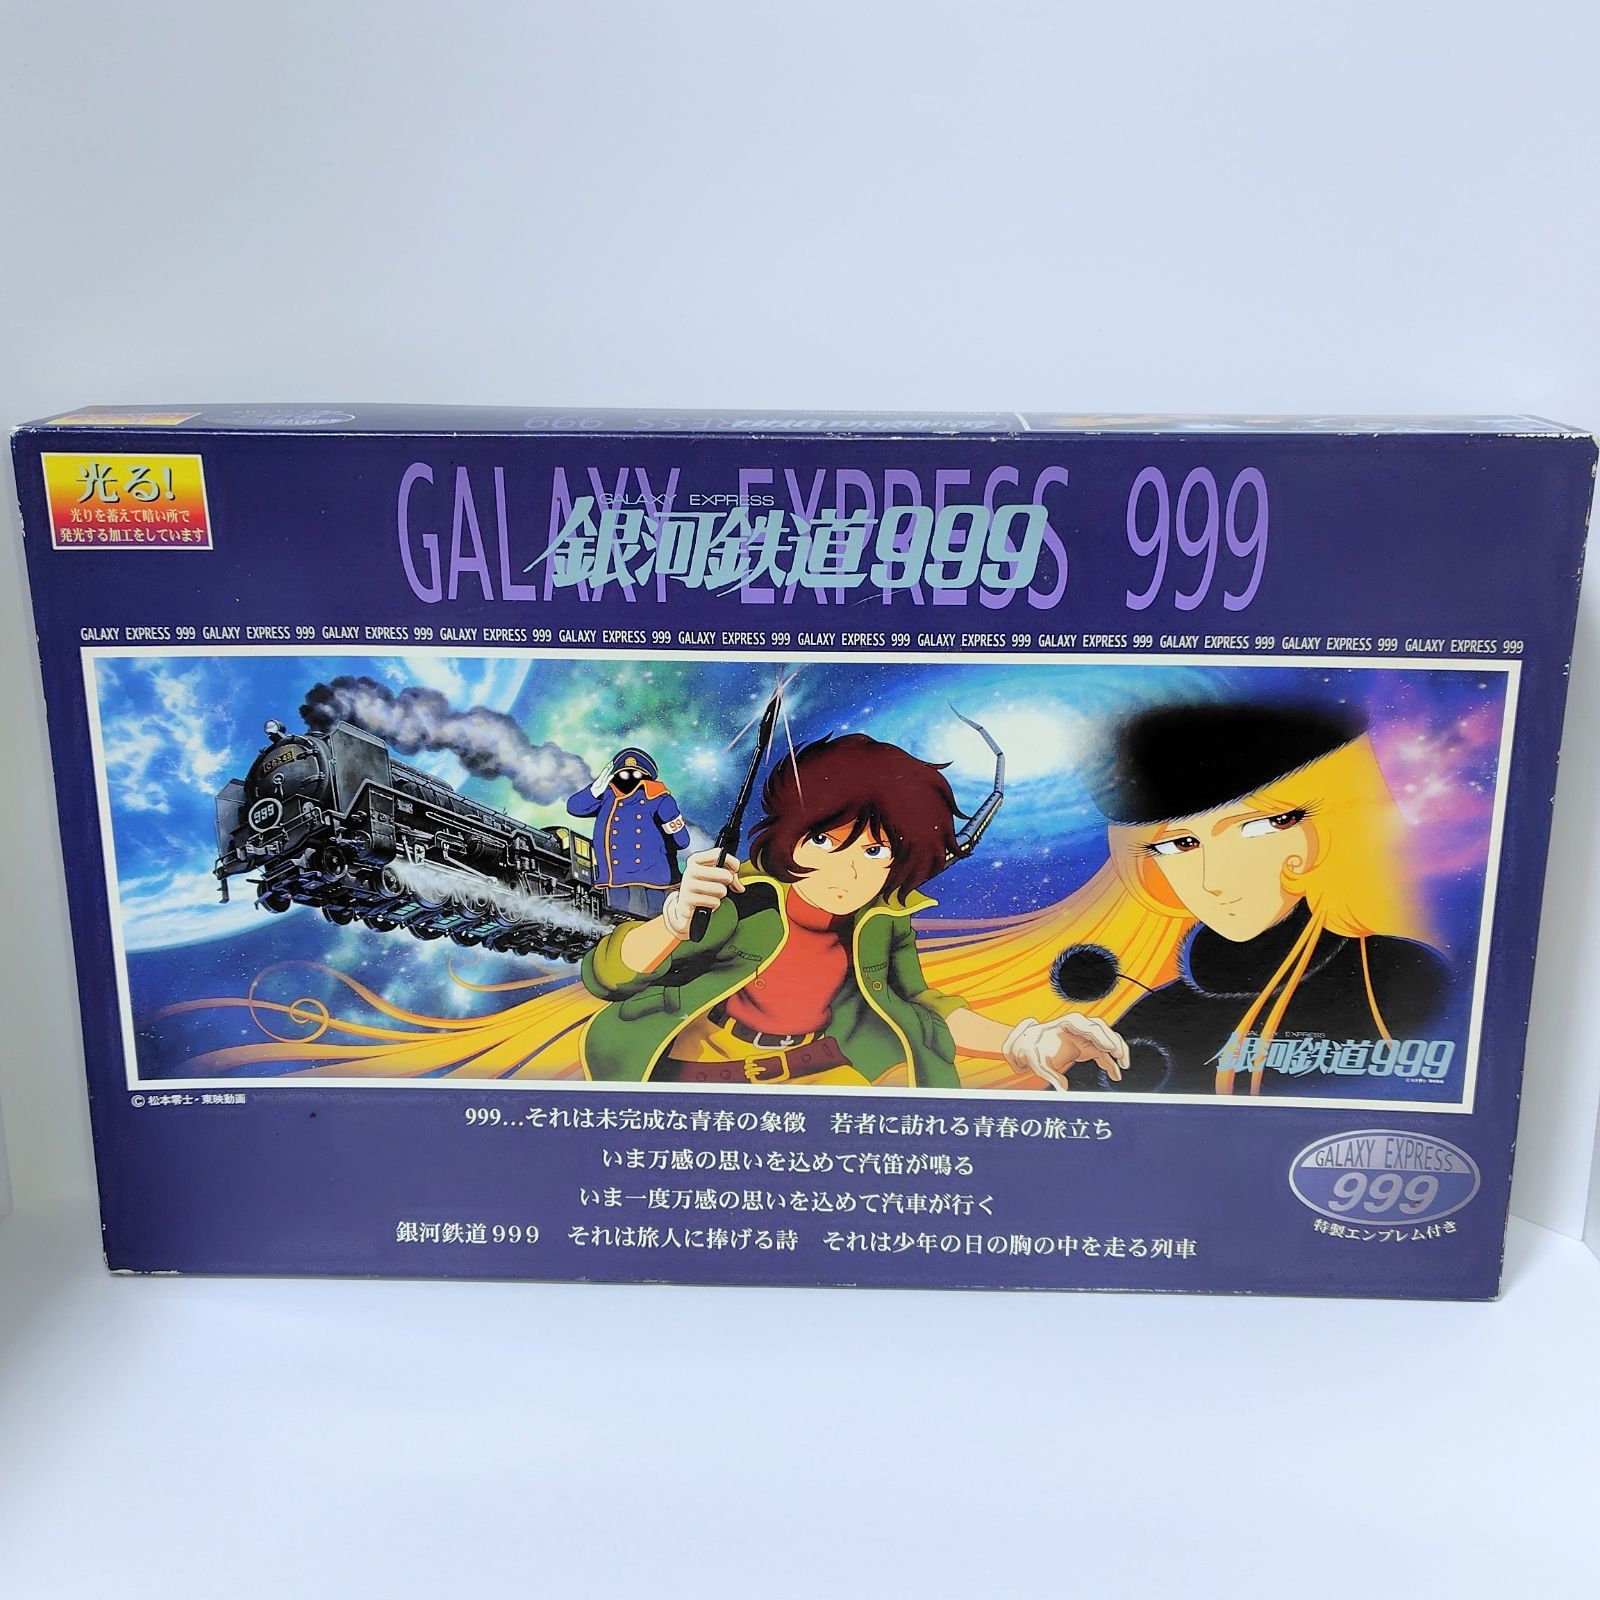 光る!
光りを蓄えて暗い所で
発光する加工をしています
GALAXY EXPRESS 999
GALAXY EXPRESS
銀河鉄道999
GALAXY EXPRESS 999 GALAXY EXPRESS 999 GALAXY EXPRESS 999 GALAXY EXPRESS 999 GALAXY EXPRESS 999 GALAXY EXPRESS 999 GALAXY EXPRESS 999 GALAXY EXPRESS 999 GALAXY EXPRESS 999 GALAXY EXPRESS 999 GALAXY EXPRESS 999 GALAXY EXPRESS 999
999
GALAXY EXPRESS
銀河鉄道999
© 松本零士・東映動画
999…それは未完成な青春の象徴　若者に訪れる青春の旅立ち
いま万感の思いを込めて汽笛が鳴る
いま一度万感の思いを込めて汽車が行く
銀河鉄道999　それは旅人に捧げる詩　それは少年の日の胸の中を走る列車
GALAXY EXPRESS
999
特製エンブレム付き